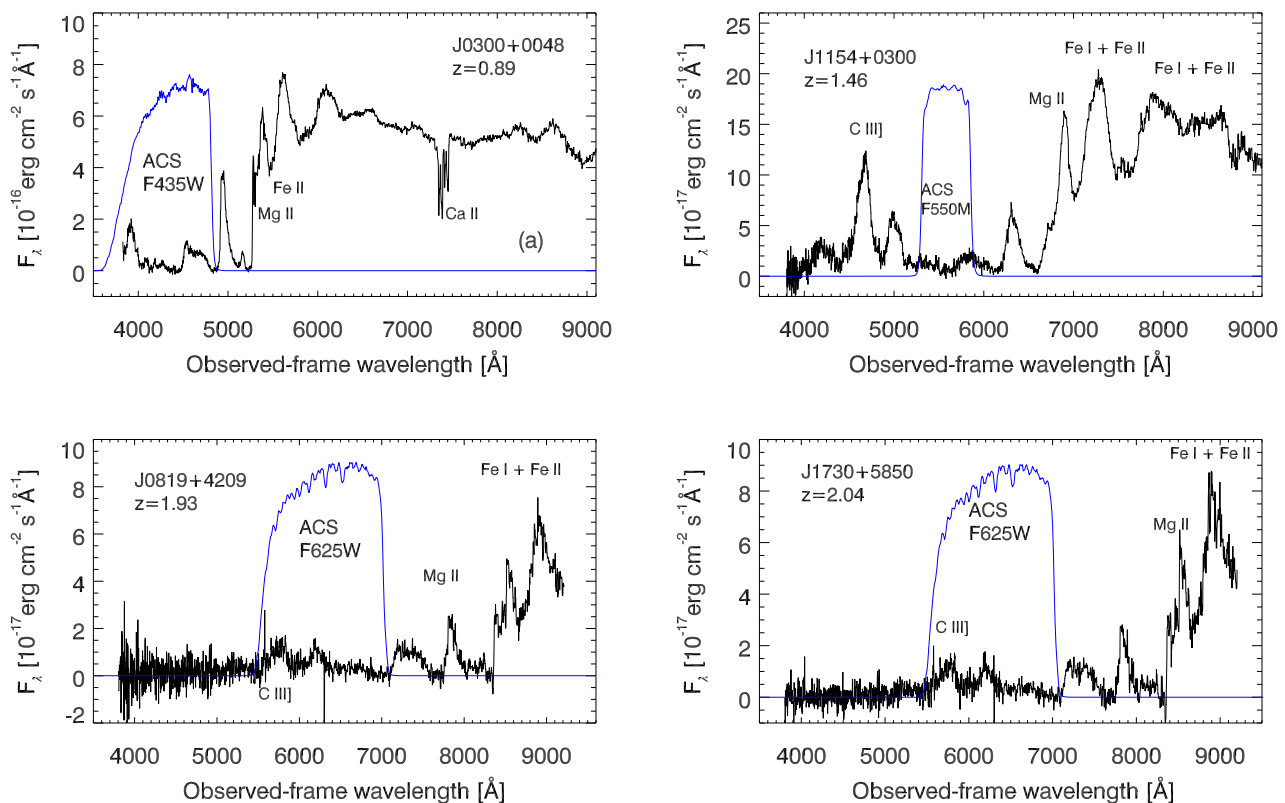 J0300+0048
z=0.89
ACS
F435W
Fe II
Mg II
Ca II
(a)
F_λ [10^-16 erg cm^-2 s^-1 Å^-1]
10
8
6
4
2
0
4000 5000 6000 7000 8000 9000
Observed-frame wavelength [Å]
Fe I + Fe II
J1154+0300
z=1.46
Fe I + Fe II
Mg II
C III]
ACS
F550M
F_λ [10^-17 erg cm^-2 s^-1 Å^-1]
25
20
15
10
5
0
4000 5000 6000 7000 8000 9000
Observed-frame wavelength [Å]
J0819+4209
z=1.93
Fe I + Fe II
ACS
F625W
Mg II
C III]
F_λ [10^-17 erg cm^-2 s^-1 Å^-1]
10
8
6
4
2
0
-2
4000 5000 6000 7000 8000 9000
Observed-frame wavelength [Å]
Fe I + Fe II
J1730+5850
z=2.04
ACS
F625W
Mg II
C III]
F_λ [10^-17 erg cm^-2 s^-1 Å^-1]
10
8
6
4
2
0
4000 5000 6000 7000 8000 9000
Observed-frame wavelength [Å]